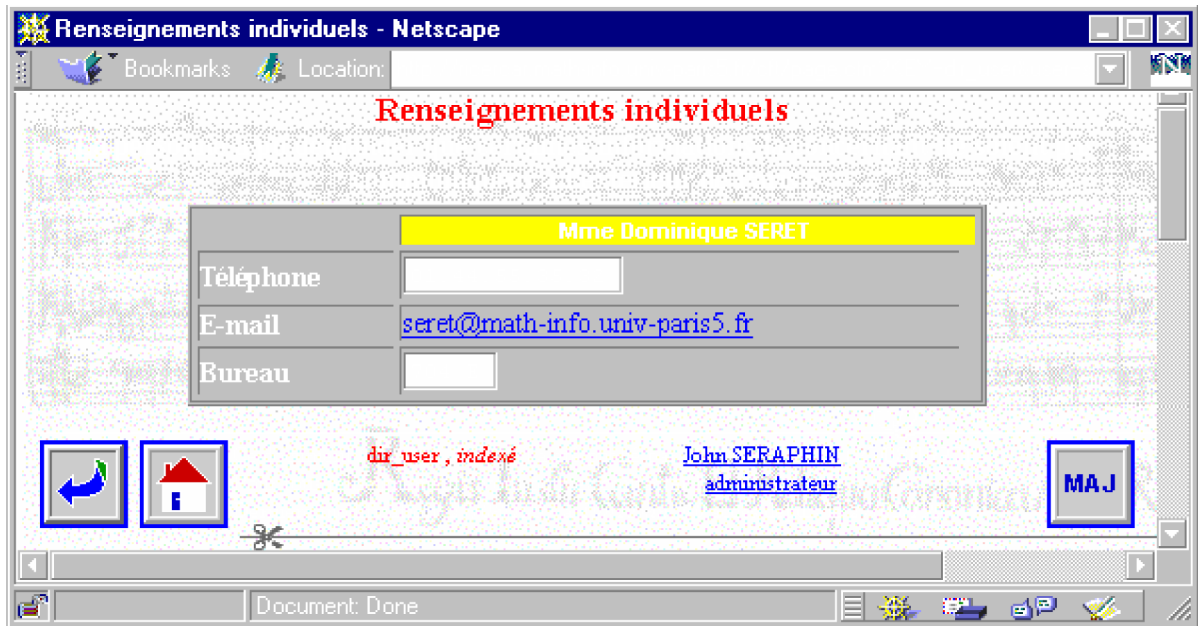 Renseignements individuels - Netscape
Bookmarks Location:
N
Renseignements individuels
Mme Dominique SERET
Téléphone
E-mail seret@math-info.univ-paris5.fr
Bureau
dir_user , indexé John SERAPHIN
administrateur
MAJ
Document: Done